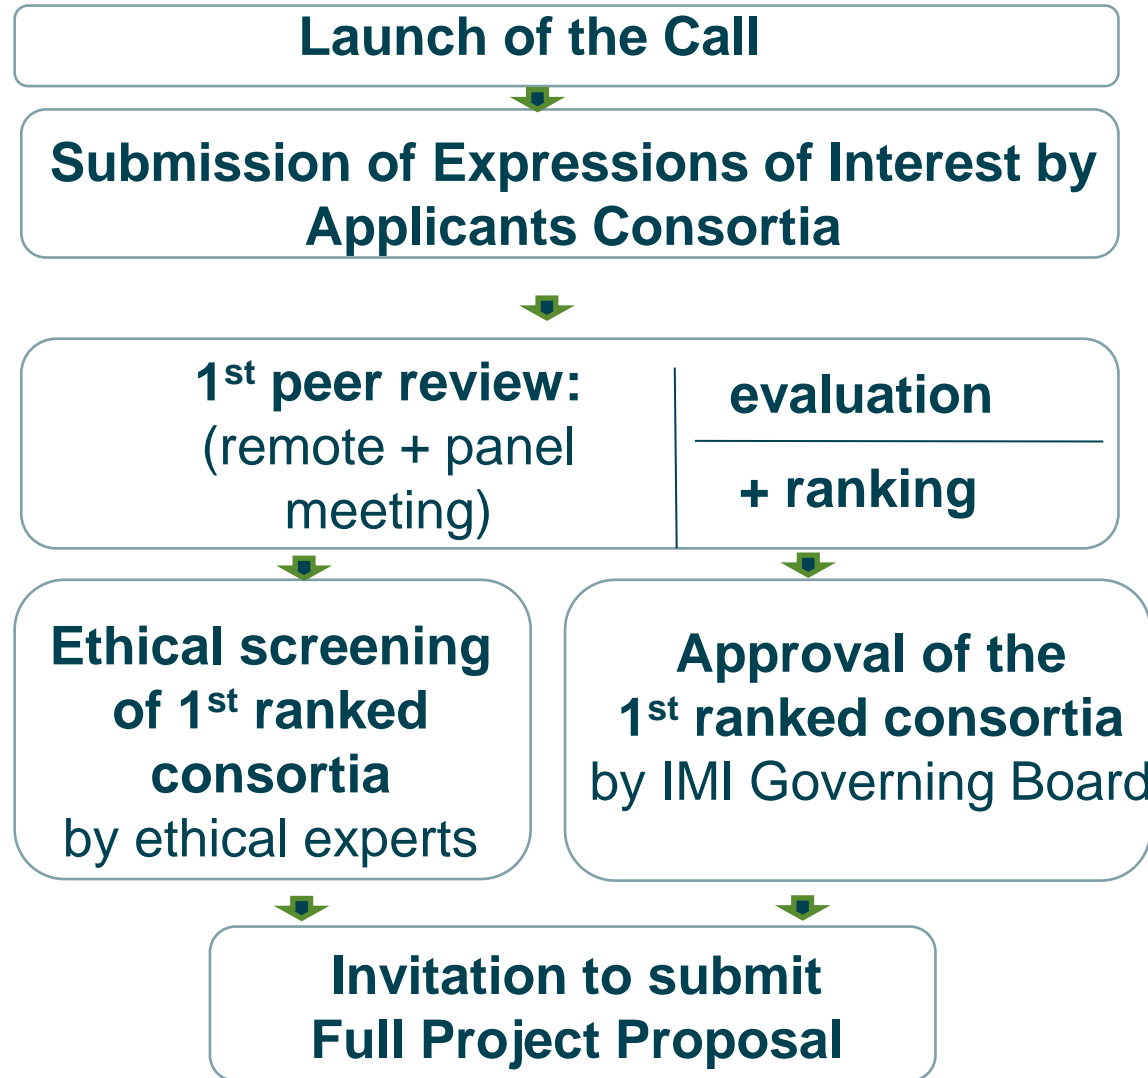 Launch of the Call
Submission of Expressions of Interest by
Applicants Consortia
1st peer review:
(remote + panel
meeting)
evaluation
+ ranking
Ethical screening
of 1st ranked
consortia
by ethical experts
Approval of the
1st ranked consortia
by IMI Governing Board
Invitation to submit
Full Project Proposal